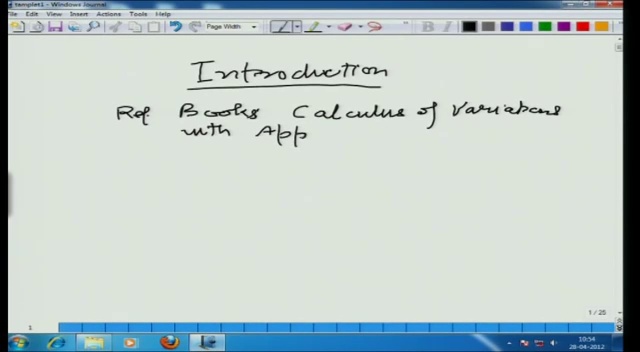 templet1 - Windows Journal
File Edit View Insert Actions Tools Help
Page Width
B I
Introduction
Ref. Books Calculus of Variations
with App
1 / 25
1
10:54
28-04-2012